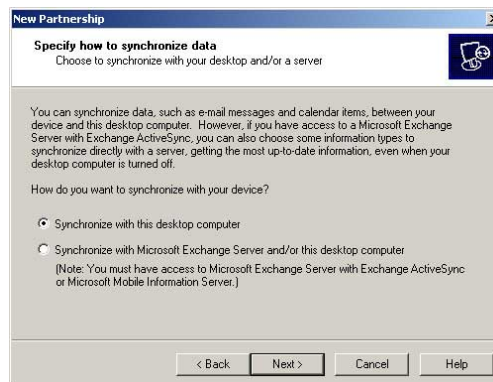 New Partnership
Specify how to synchronize data
Choose to synchronize with your desktop and/or a server
You can synchronize data, such as e-mail messages and calendar items, between your
device and this desktop computer. However, if you have access to a Microsoft Exchange
Server with Exchange ActiveSync, you can also choose some information types to
synchronize directly with a server, getting the most up-to-date information, even when your
desktop computer is turned off.
How do you want to synchronize with your device?
Synchronize with this desktop computer
Synchronize with Microsoft Exchange Server and/or this desktop computer
(Note: You must have access to Microsoft Exchange Server with Exchange ActiveSync
or Microsoft Mobile Information Server.)
< Back Next > Cancel Help